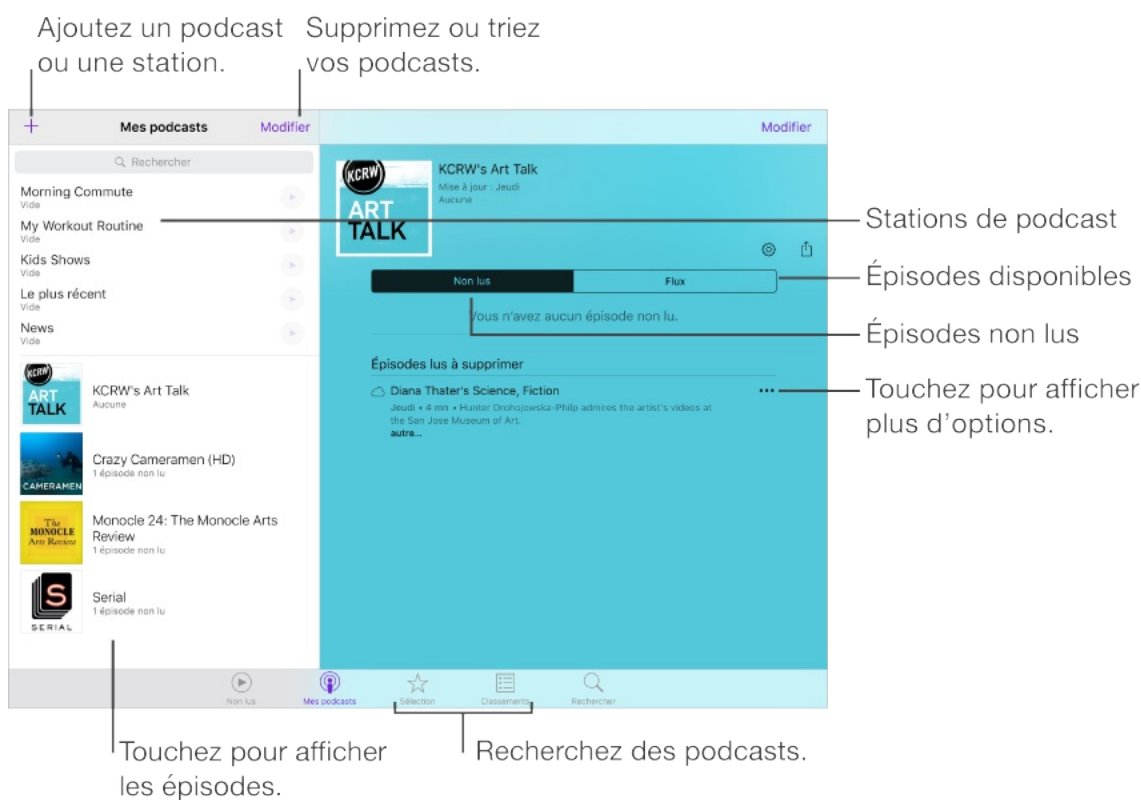 Ajoutez un podcast
ou une station.
Supprimez ou triez
vos podcasts.
Mes podcasts
Modifier
Modifier
Rechercher
Morning Commute
Vide
My Workout Routine
Vide
Kids Shows
Vide
Le plus récent
Vide
News
Vide
KCRW
ART
TALK
KCRW's Art Talk
Aucune
CAMERAMEN
Crazy Cameramen (HD)
1 épisode non lu
The
MONOCLE
Arts Review
Monocle 24: The Monocle Arts
Review
1 épisode non lu
S
SERIAL
Serial
1 épisode non lu
KCRW
ART
TALK
KCRW's Art Talk
Mise à jour : Jeudi
Aucune
Non lus
Flux
Vous n'avez aucun épisode non lu.
Épisodes lus à supprimer
Diana Thater's Science, Fiction
Jeudi • 4 mn • Hunter Drohojowska-Philp admires the artist's videos at
the San Jose Museum of Art.
autre...
Stations de podcast
Épisodes disponibles
Épisodes non lus
Touchez pour afficher
plus d'options.
Non lus
Mes podcasts
Sélection
Classements
Rechercher
Touchez pour afficher
les épisodes.
Recherchez des podcasts.